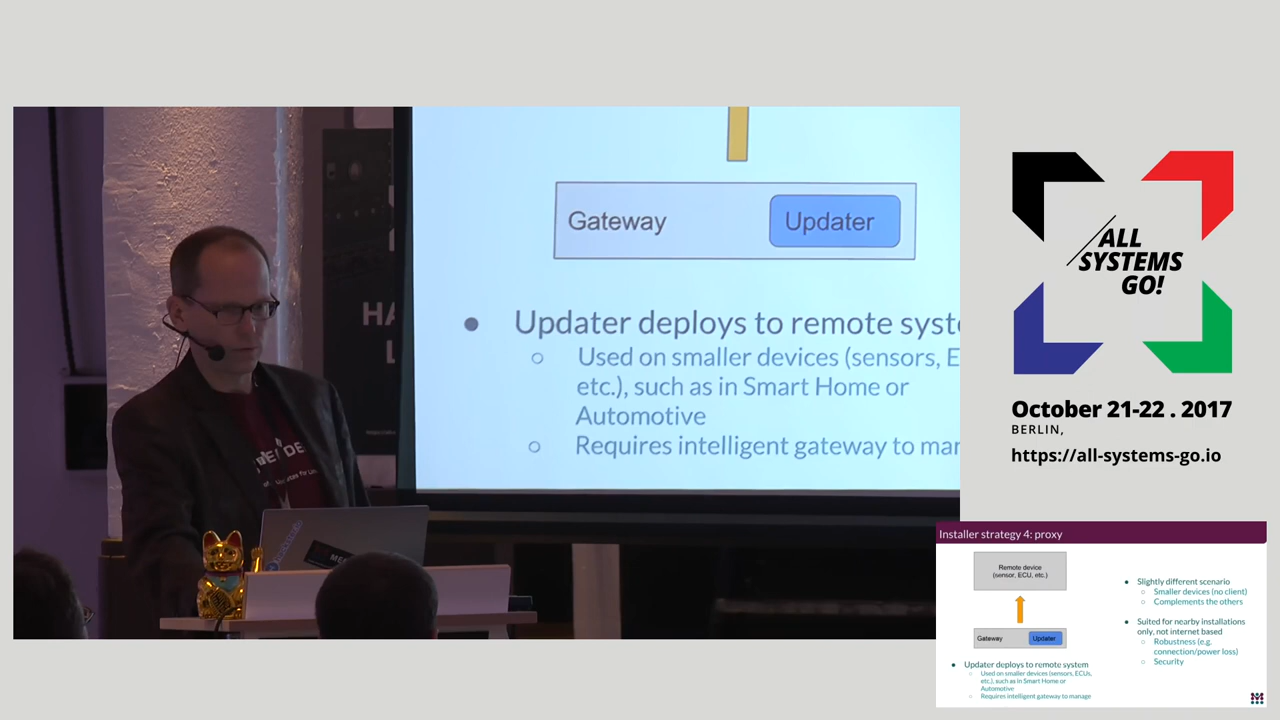 Gateway
Updater
Updater deploys to remote syste
Used on smaller devices (sensors, E
etc.), such as in Smart Home or
Automotive
Requires intelligent gateway to mar
ALL
SYSTEMS
GO!
October 21-22 . 2017
BERLIN,
https://all-systems-go.io
Installer strategy 4: proxy
Remote device
(sensor, ECU, etc.)
Gateway
Updater
Updater deploys to remote system
Used on smaller devices (sensors, ECUs,
etc.), such as in Smart Home or
Automotive
Requires intelligent gateway to manage
Slightly different scenario
Smaller devices (no client)
Complements the others
Suited for nearby installations
only, not internet based
Robustness (e.g.
connection/power loss)
Security